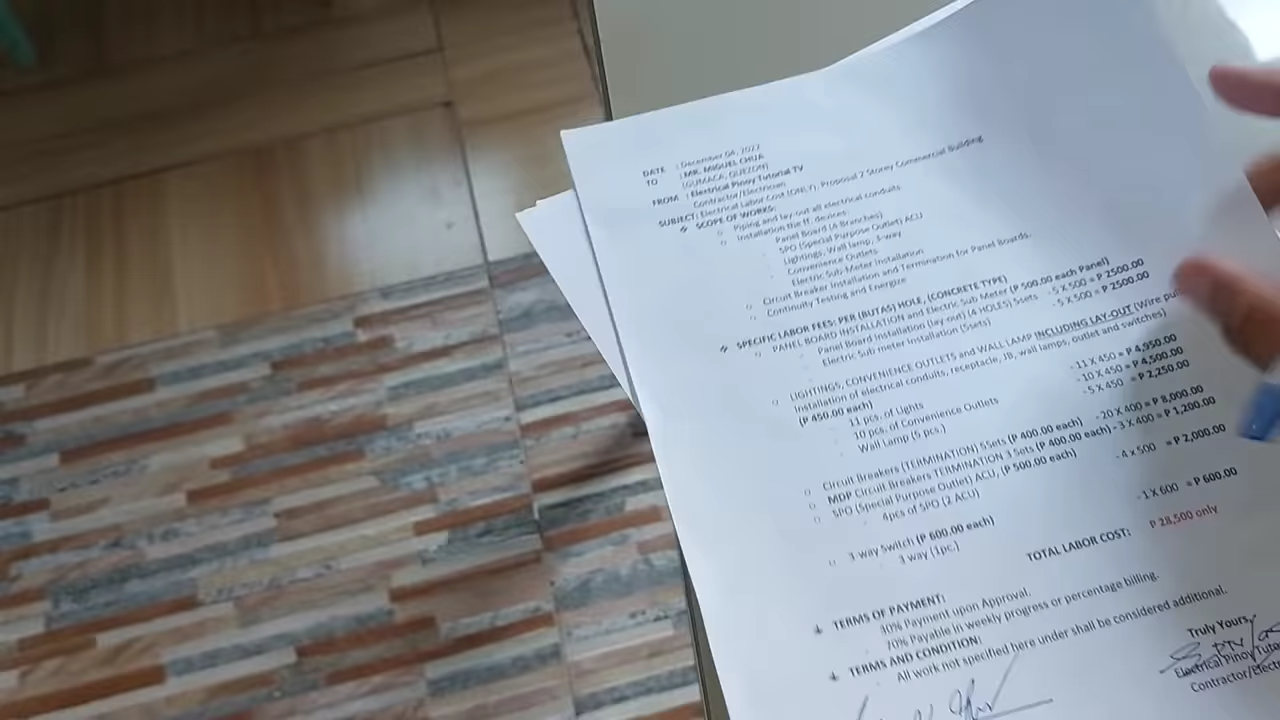 DATE : December 04, 2022
TO : MR. MIGUEL CHUA
(GUMACA, QUEZON)
FROM : Electrical Pinoy Tutorial TV
Contractor/Electrician
SUBJECT: Electrical Labor Cost (ONLY): Proposal 2 Storey Commercial Building
SCOPE OF WORKS:
Piping and lay-out all electrical conduits
Installation the ff. devices:
Panel Board (4 Branches)
SPO (Special Purpose Outlet) ACU
Lightings, Wall lamp, 3-way
Convenience Outlets
Electric Sub Meter Installation
Circuit Breaker Installation and Termination for Panel Boards.
Continuity Testing and Energize
SPECIFIC LABOR FEES: PER (BUTAS) HOLE, (CONCRETE TYPE)
PANEL BOARD INSTALLATION and Electric Sub Meter (P 500.00 each Panel)
Panel Board Installation (lay-out) (4 HOLES) 5sets - 5 X 500 = P 2500.00
Electric Sub meter Installation (5sets) - 5 X 500 = P 2500.00
LIGHTINGS, CONVENIENCE OUTLETS and WALL LAMP INCLUDING LAY-OUT (Wire
Installation of electrical conduits, receptacle, JB, wall lamps, outlet and switches)
(P 450.00 each)
11 pcs. of Lights - 11 X 450 = P 4,950.00
10 pcs. of Convenience Outlets - 10 X 450 = P 4,500.00
Wall Lamp (5 pcs.) - 5 X 450 = P 2,250.00
Circuit Breakers (TERMINATION) 5Sets (P 400.00 each) - 20 X 400 = P 8,000.00
MDP Circuit Breakers TERMINATION 3 Sets (P 400.00 each) - 3 X 400 = P 1,200.00
SPO (Special Purpose Outlet) ACU, (P 500.00 each)
4pcs of SPO (2 ACU) - 4 x 500 = P 2,000.00
3-way Switch (P 600.00 each)
3 way (1pc.) - 1 X 600 = P 600.00
TOTAL LABOR COST: P 28,500 only
TERMS OF PAYMENT:
30% Payment upon Approval.
70% Payable in weekly progress or percentage billing.
TERMS AND CONDITION:
All work not specified here under shall be considered additional.
Truly Yours,
Electrical Pinoy